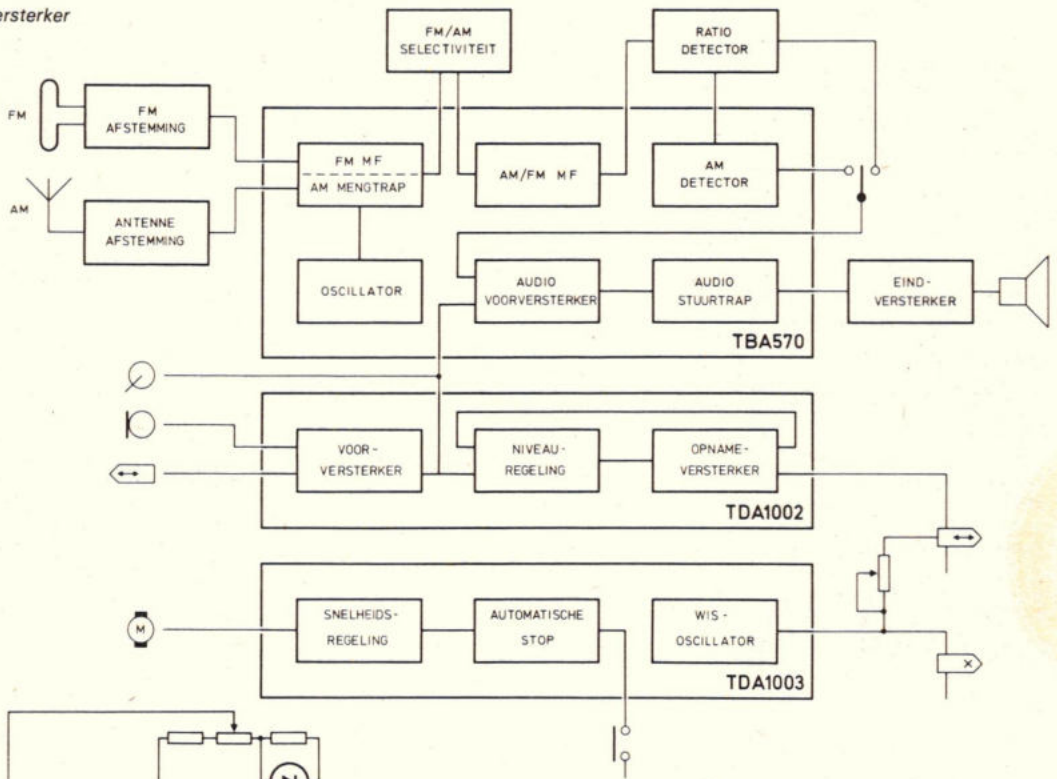 ersterker
FM/AM
SELECTIVITEIT
RATIO
DETECTOR
FM
FM
AFSTEMMING
FM MF
AM MENGTRAP
AM/FM MF
AM
DETECTOR
AM
ANTENNE
AFSTEMMING
OSCILLATOR
AUDIO
VOORVERSTERKER
AUDIO
STUURTRAP
EIND-
VERSTERKER
TBA570
VOOR-
VERSTERKER
NIVEAU-
REGELING
OPNAME-
VERSTERKER
TDA1002
M
SNELHEIDS-
REGELING
AUTOMATISCHE
STOP
WIS-
OSCILLATOR
TDA1003